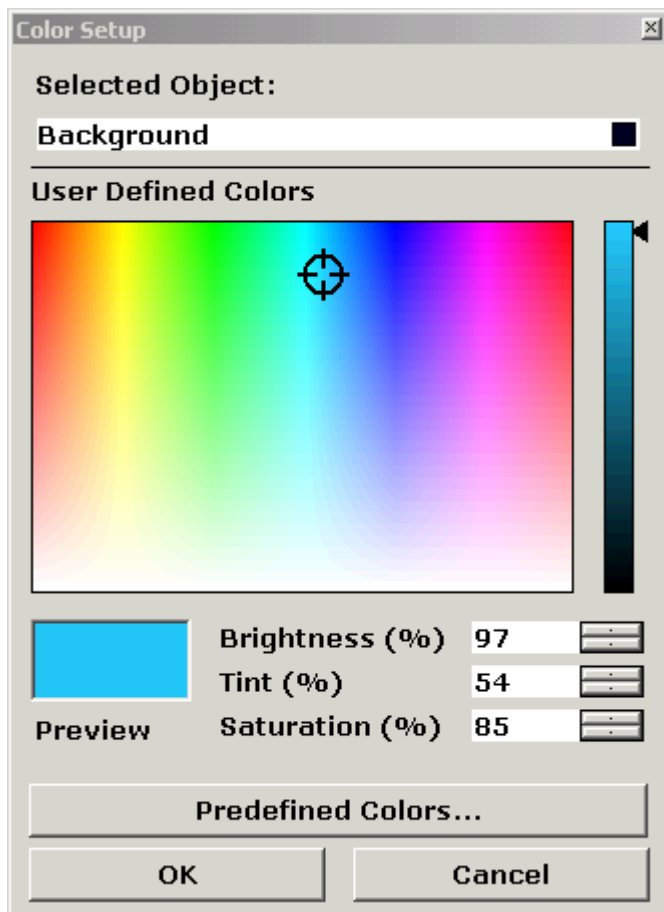 Color Setup
Selected Object:
Background
User Defined Colors
Brightness (%) 97
Tint (%) 54
Saturation (%) 85
Preview
Predefined Colors...
OK Cancel